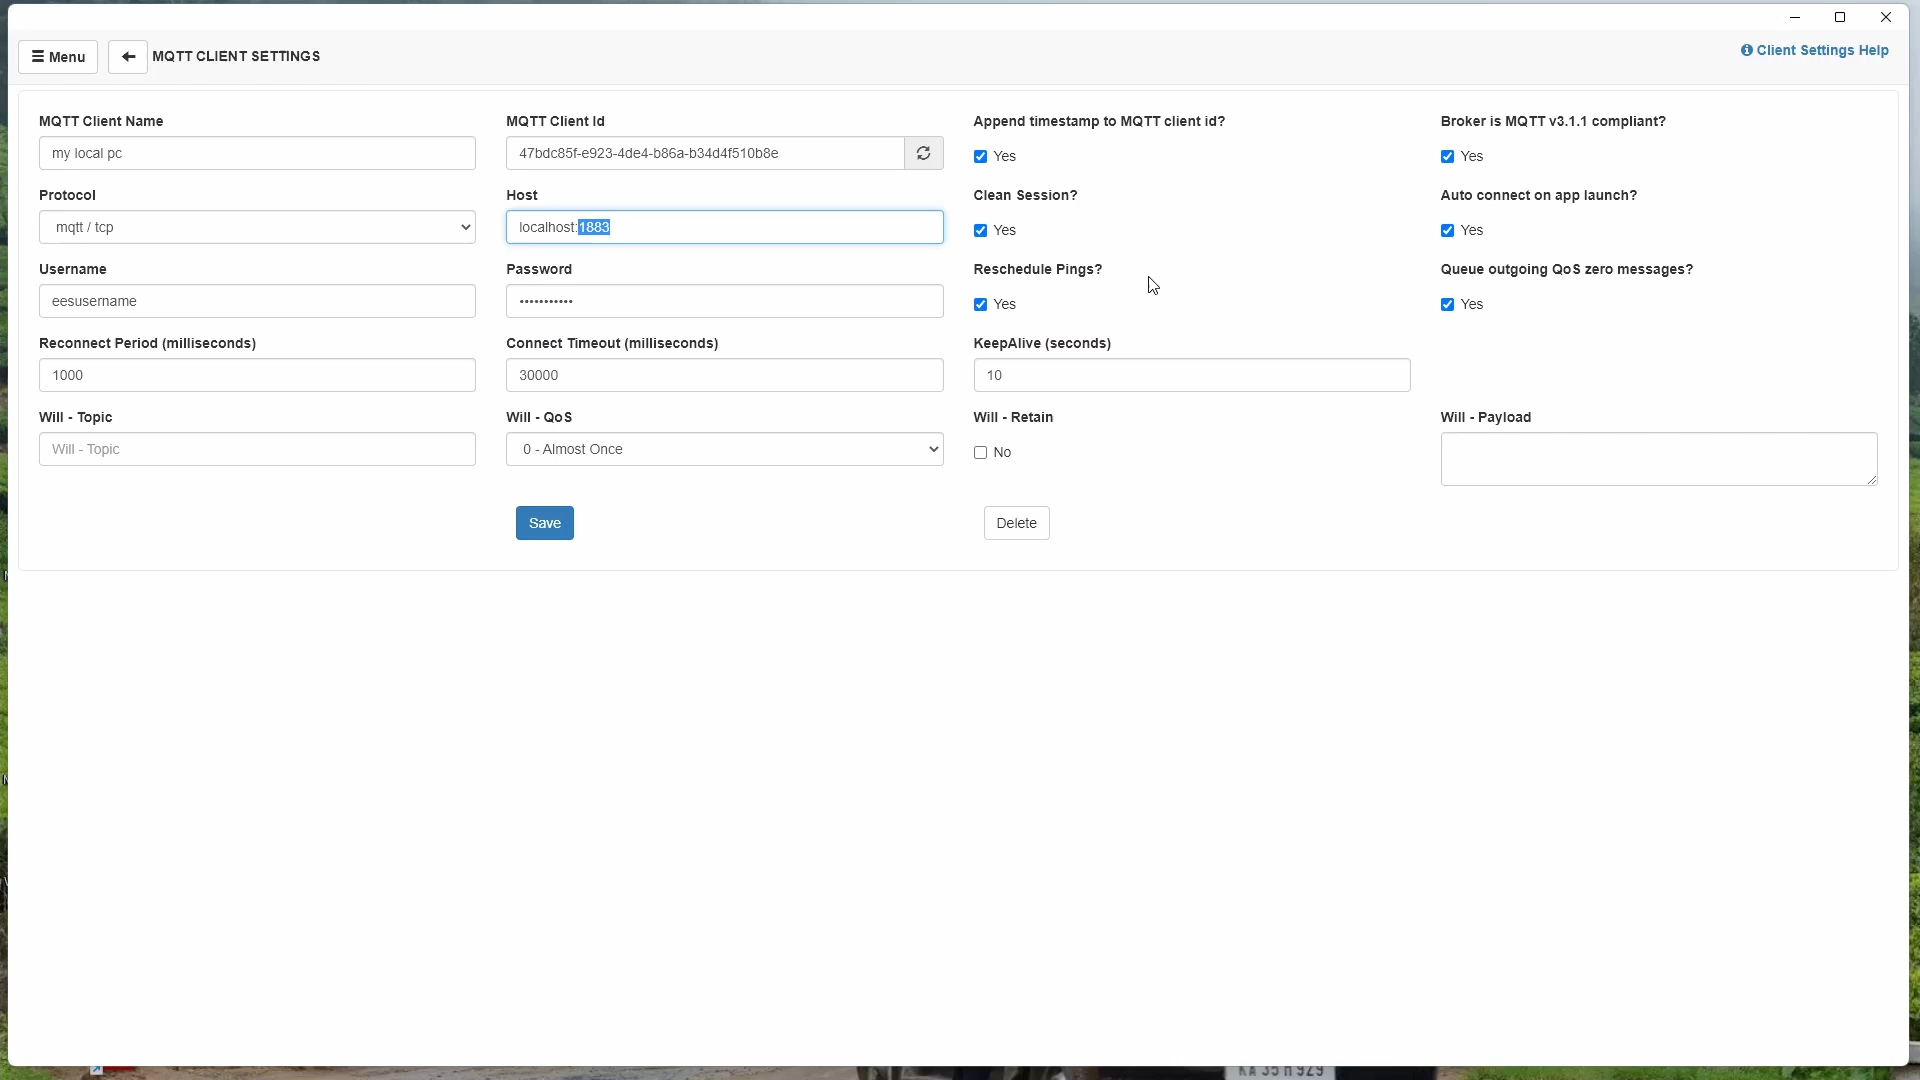 Menu
MQTT CLIENT SETTINGS
Client Settings Help
MQTT Client Name
MQTT Client Id
Append timestamp to MQTT client id?
Broker is MQTT v3.1.1 compliant?
my local pc
47bdc85f-e923-4de4-b86a-b34d4f510b8e
Yes
Yes
Protocol
Host
Clean Session?
Auto connect on app launch?
mqtt / tcp
localhost:1883
Yes
Yes
Username
Password
Reschedule Pings?
Queue outgoing QoS zero messages?
eesusername
•••••••••••
Yes
Yes
Reconnect Period (milliseconds)
Connect Timeout (milliseconds)
KeepAlive (seconds)
1000
30000
10
Will - Topic
Will - QoS
Will - Retain
Will - Payload
Will - Topic
0 - Almost Once
No
Save
Delete